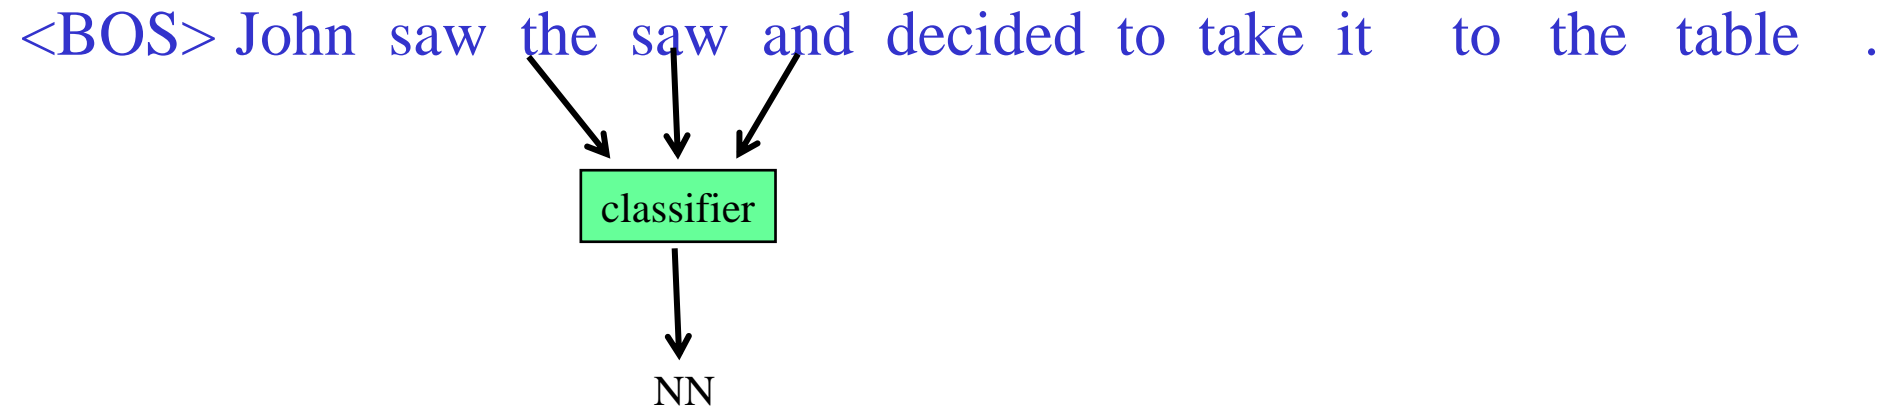 <BOS> John saw the saw and decided to take it to the table .
classifier
NN